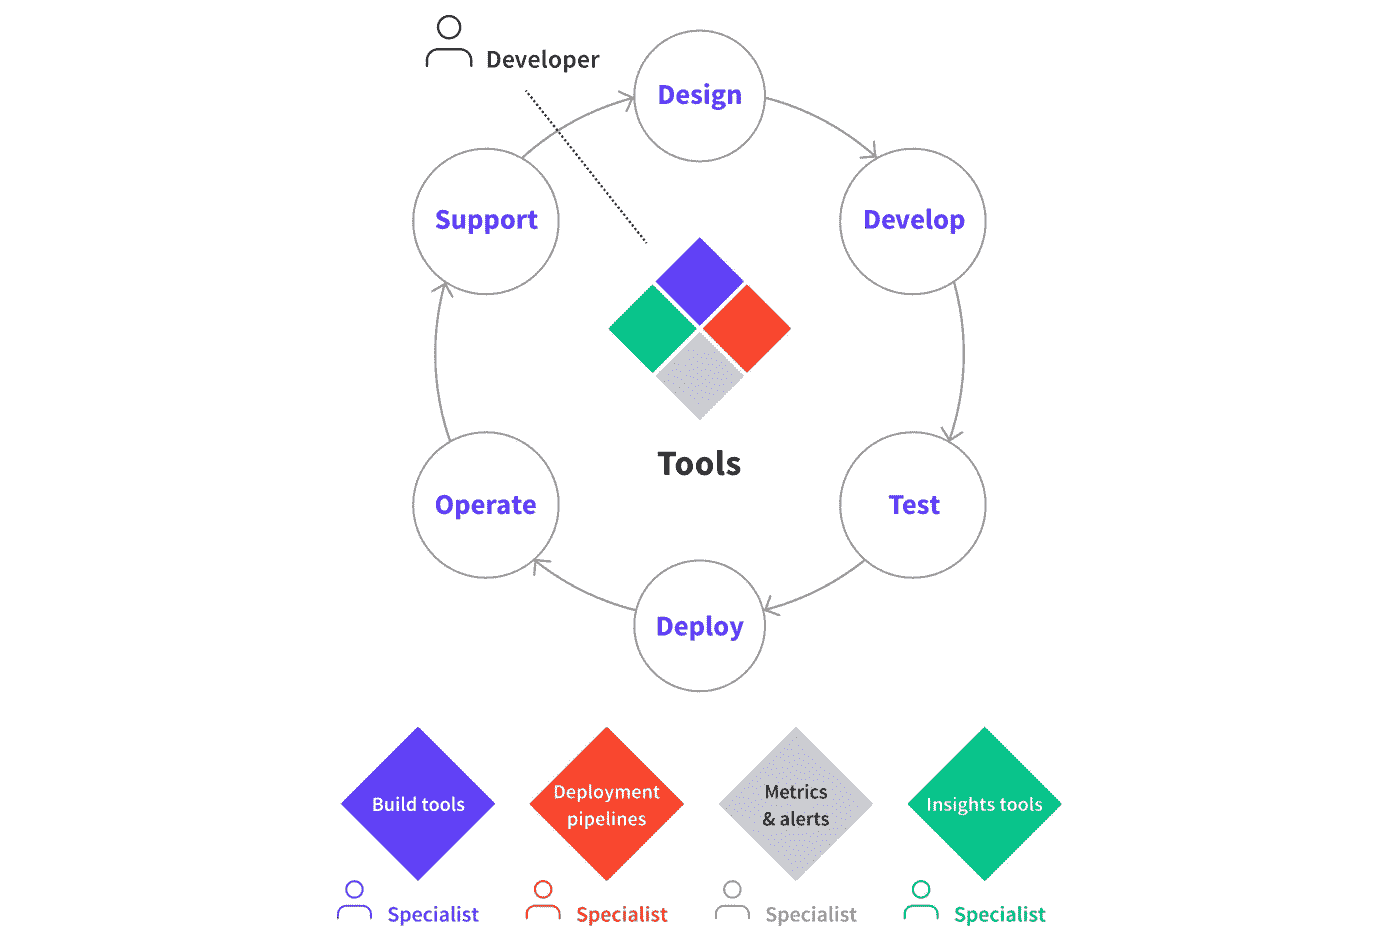 Developer
Design
Support
Develop
Tools
Operate
Test
Deploy
Build tools
Deployment
pipelines
Metrics
& alerts
Insights tools
Specialist
Specialist
Specialist
Specialist